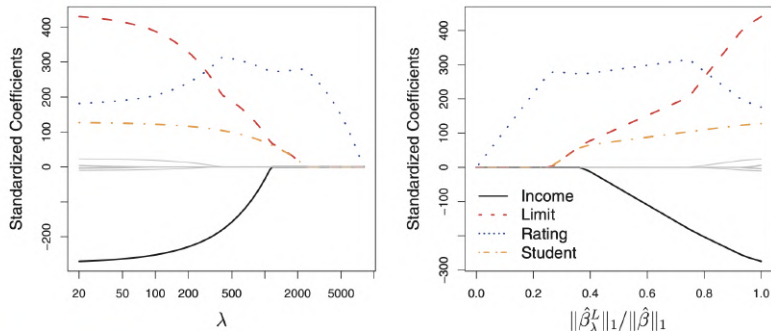 Standardized Coefficients
400
300
200
100
0
−200
20 50 100 200 500 2000 5000
λ
Standardized Coefficients
400
300
200
100
0
−100
−300
Income
Limit
Rating
Student
0.0 0.2 0.4 0.6 0.8 1.0
‖β̂λᴸ‖₁/‖β̂‖₁